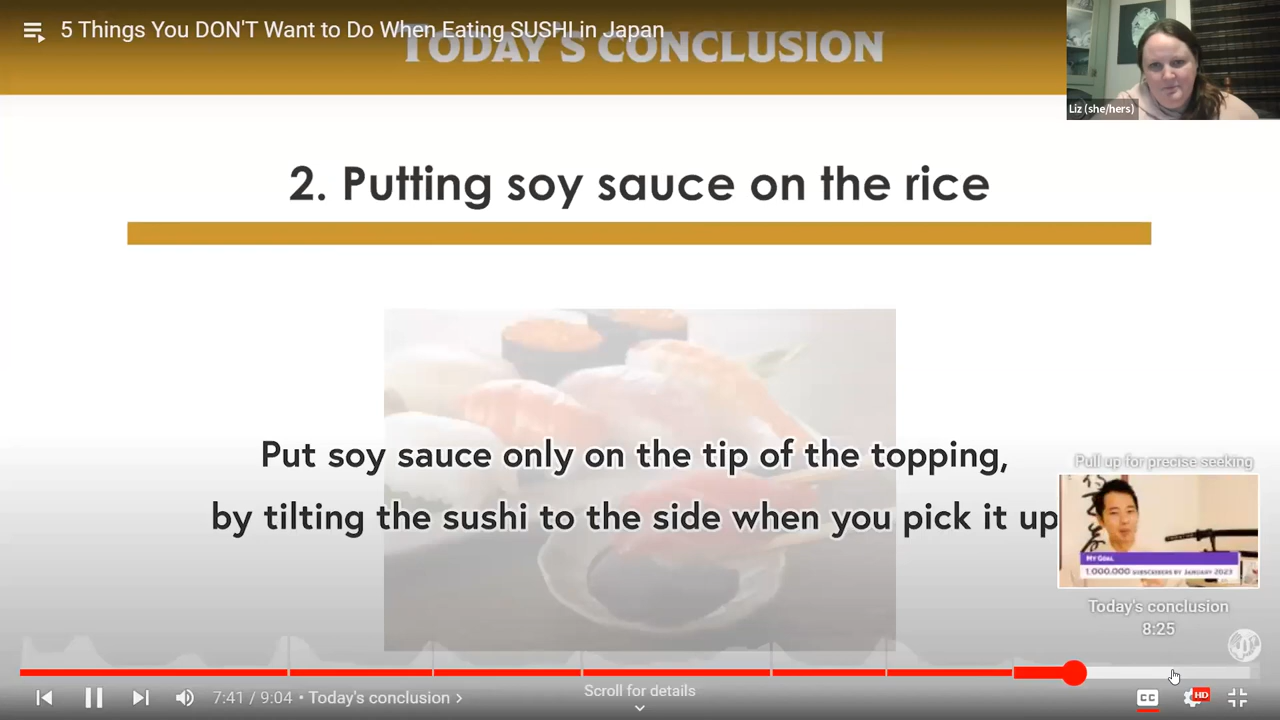 5 Things You DON'T Want to Do When Eating SUSHI in Japan
TODAY'S CONCLUSION
Liz (she/hers)
2. Putting soy sauce on the rice
Put soy sauce only on the tip of the topping,
by tilting the sushi to the side when you pick it up
Pull up for precise seeking
MY GOAL
1,000,000 SUBSCRIBERS BY JANUARY 2023
Today's conclusion
8:25
7:41 / 9:04 • Today's conclusion >
Scroll for details
CC
HD